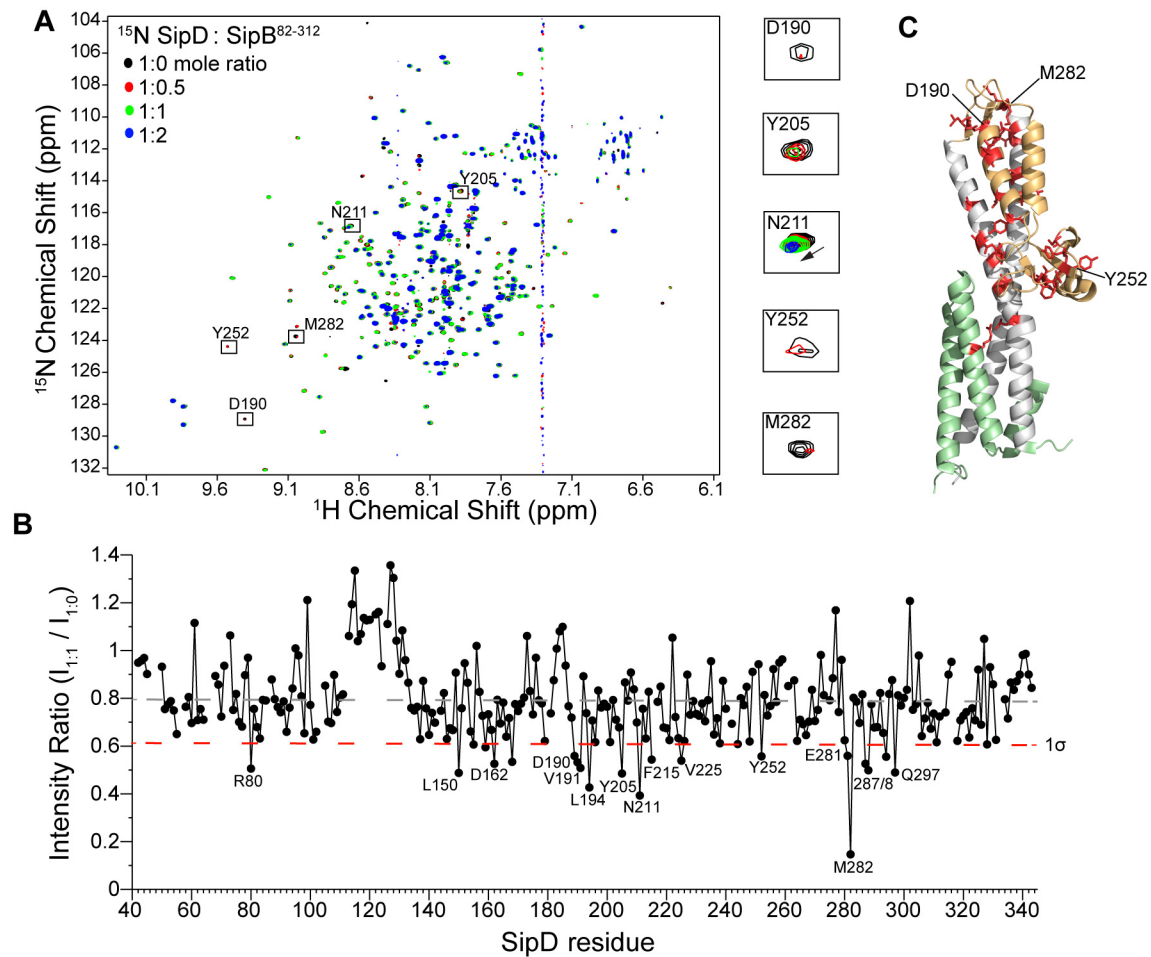 A
¹⁵N SipD : SipB⁸²⁻³¹²
1:0 mole ratio
1:0.5
1:1
1:2
104
106
108
110
112
114
116
118
120
122
124
126
128
130
132
¹⁵N Chemical Shift (ppm)
Y205
N211
Y252
M282
D190
10.1 9.6 9.1 8.6 8.1 7.6 7.1 6.6 6.1
¹H Chemical Shift (ppm)
D190
Y205
N211
Y252
M282
C
D190
M282
Y252
B
Intensity Ratio (I₁:₁ / I₁:₀)
1.4
1.2
1
0.8
0.6
0.4
0.2
0
1σ
R80
L150
D162
D190
V191
L194
Y205
N211
F215
V225
Y252
E281
287/8
Q297
M282
40 60 80 100 120 140 160 180 200 220 240 260 280 300 320 340
SipD residue